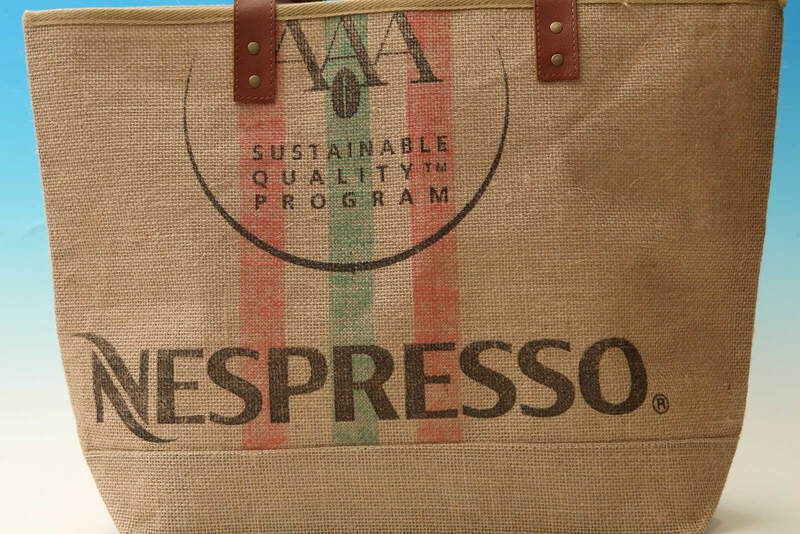 AAA
SUSTAINABLE
QUALITY™
PROGRAM
NESPRESSO®